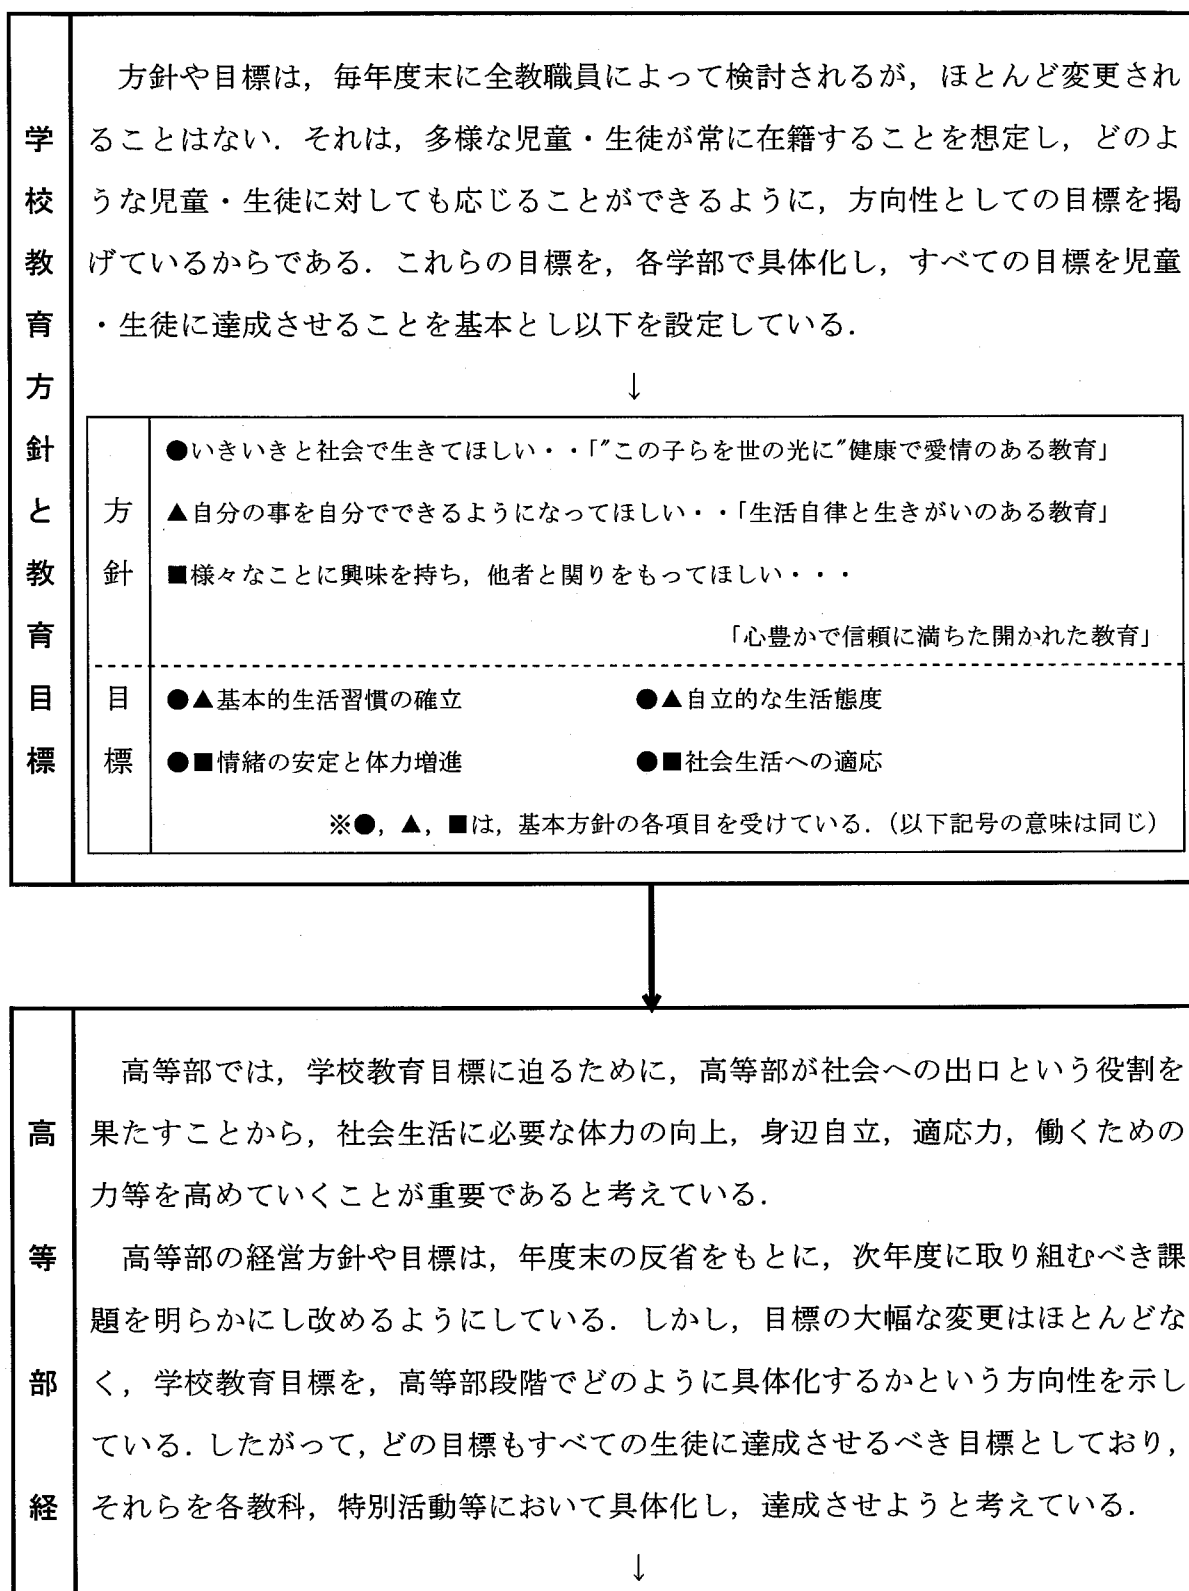 学校教育方針と教育目標
方針や目標は，毎年度末に全教職員によって検討されるが，ほとんど変更され
ることはない．それは，多様な児童・生徒が常に在籍することを想定し，どのよ
うな児童・生徒に対しても応じることができるように，方向性としての目標を掲
げているからである．これらの目標を，各学部で具体化し，すべての目標を児童
・生徒に達成させることを基本とし以下を設定している．
↓
方針
●いきいきと社会で生きてほしい・・「″この子らを世の光に″健康で愛情のある教育」
▲自分の事を自分でできるようになってほしい・・「生活自律と生きがいのある教育」
■様々なことに興味を持ち，他者と関りをもってほしい・・・
「心豊かで信頼に満ちた開かれた教育」
目標
●▲基本的生活習慣の確立 ●▲自立的な生活態度
●■情緒の安定と体力増進 ●■社会生活への適応
※●，▲，■は，基本方針の各項目を受けている．（以下記号の意味は同じ）
高等部経
高等部では，学校教育目標に迫るために，高等部が社会への出口という役割を
果たすことから，社会生活に必要な体力の向上，身辺自立，適応力，働くための
力等を高めていくことが重要であると考えている．
高等部の経営方針や目標は，年度末の反省をもとに，次年度に取り組むべき課
題を明らかにし改めるようにしている．しかし，目標の大幅な変更はほとんどな
く，学校教育目標を，高等部段階でどのように具体化するかという方向性を示し
ている．したがって，どの目標もすべての生徒に達成させるべき目標としており，
それらを各教科，特別活動等において具体化し，達成させようと考えている．
↓